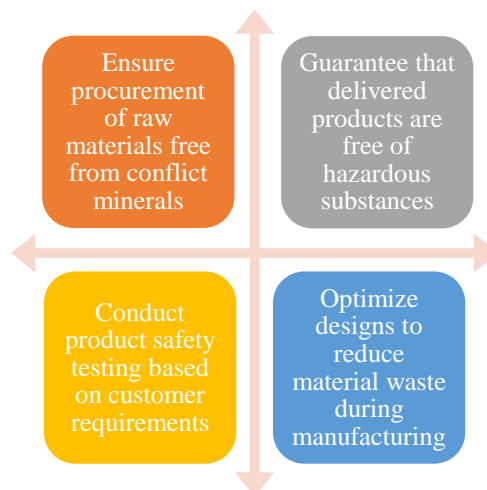 Ensure
procurement
of raw
materials free
from conflict
minerals
Guarantee that
delivered
products are
free of
hazardous
substances
Conduct
product safety
testing based
on customer
requirements
Optimize
designs to
reduce
material waste
during
manufacturing